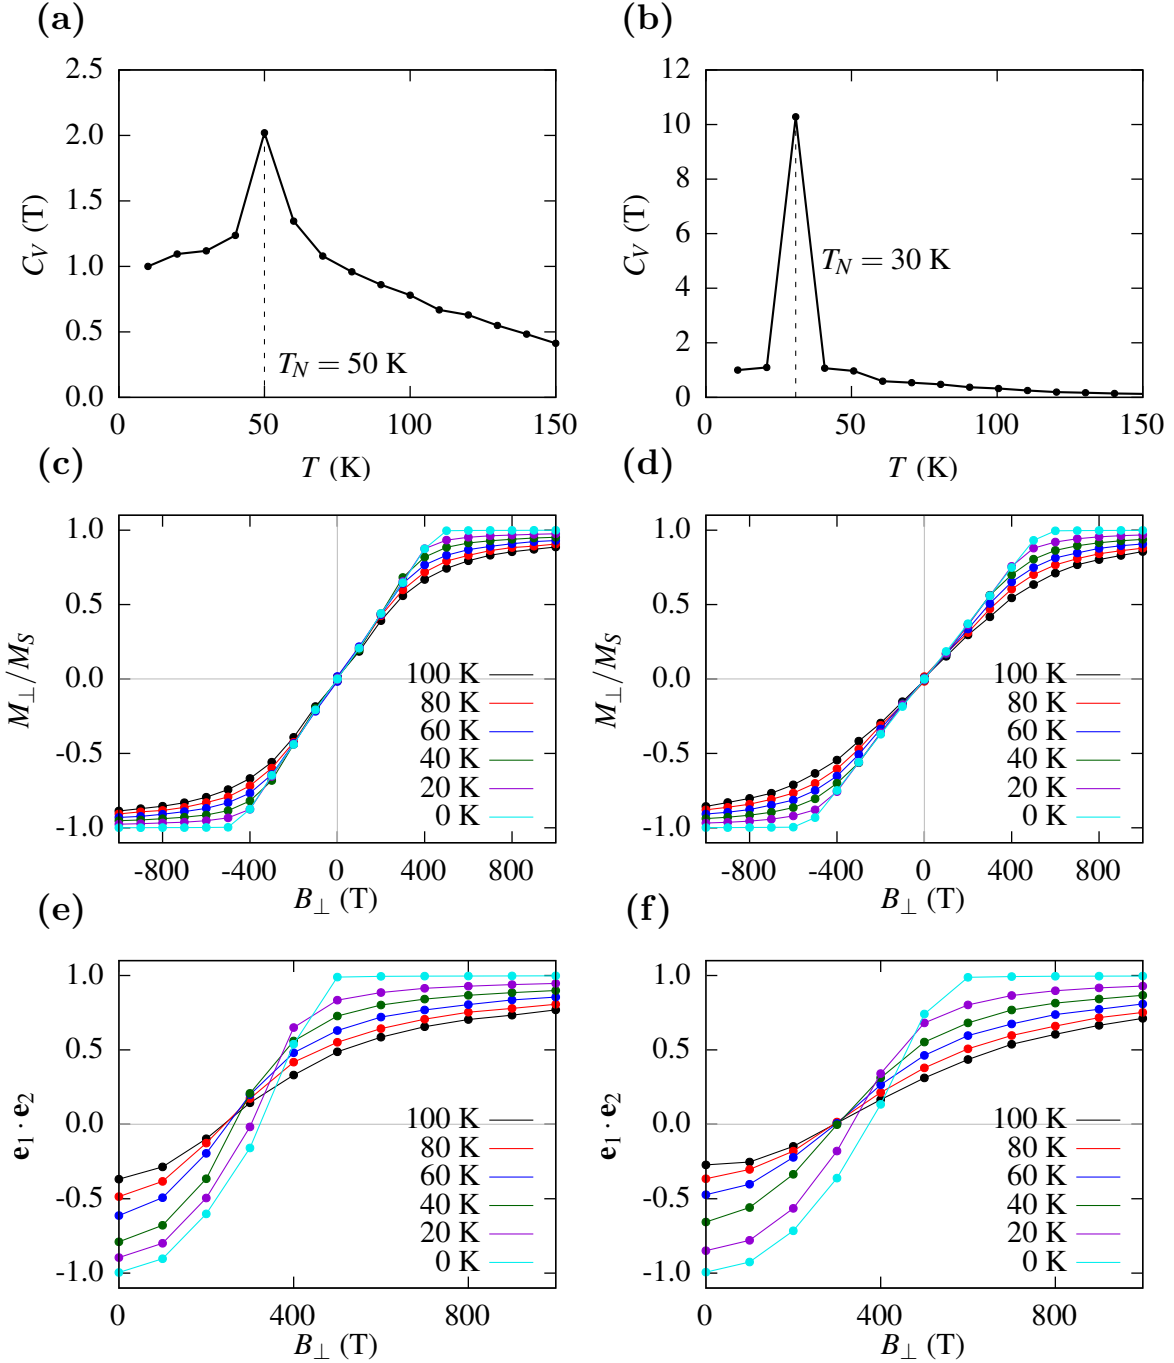 (a)
(b)
2.5
2.0
1.5
1.0
0.5
0.0
C_V (T)
T_N = 50 K
0
50
100
150
T (K)
12
10
8
6
4
2
0
C_V (T)
T_N = 30 K
0
50
100
150
T (K)
(c)
(d)
1.0
0.5
0.0
-0.5
-1.0
M_⊥/M_S
100 K
80 K
60 K
40 K
20 K
0 K
-800
-400
0
400
800
B_⊥ (T)
1.0
0.5
0.0
-0.5
-1.0
M_⊥/M_S
100 K
80 K
60 K
40 K
20 K
0 K
-800
-400
0
400
800
B_⊥ (T)
(e)
(f)
1.0
0.5
0.0
-0.5
-1.0
e_1 · e_2
100 K
80 K
60 K
40 K
20 K
0 K
0
400
800
B_⊥ (T)
1.0
0.5
0.0
-0.5
-1.0
e_1 · e_2
100 K
80 K
60 K
40 K
20 K
0 K
0
400
800
B_⊥ (T)